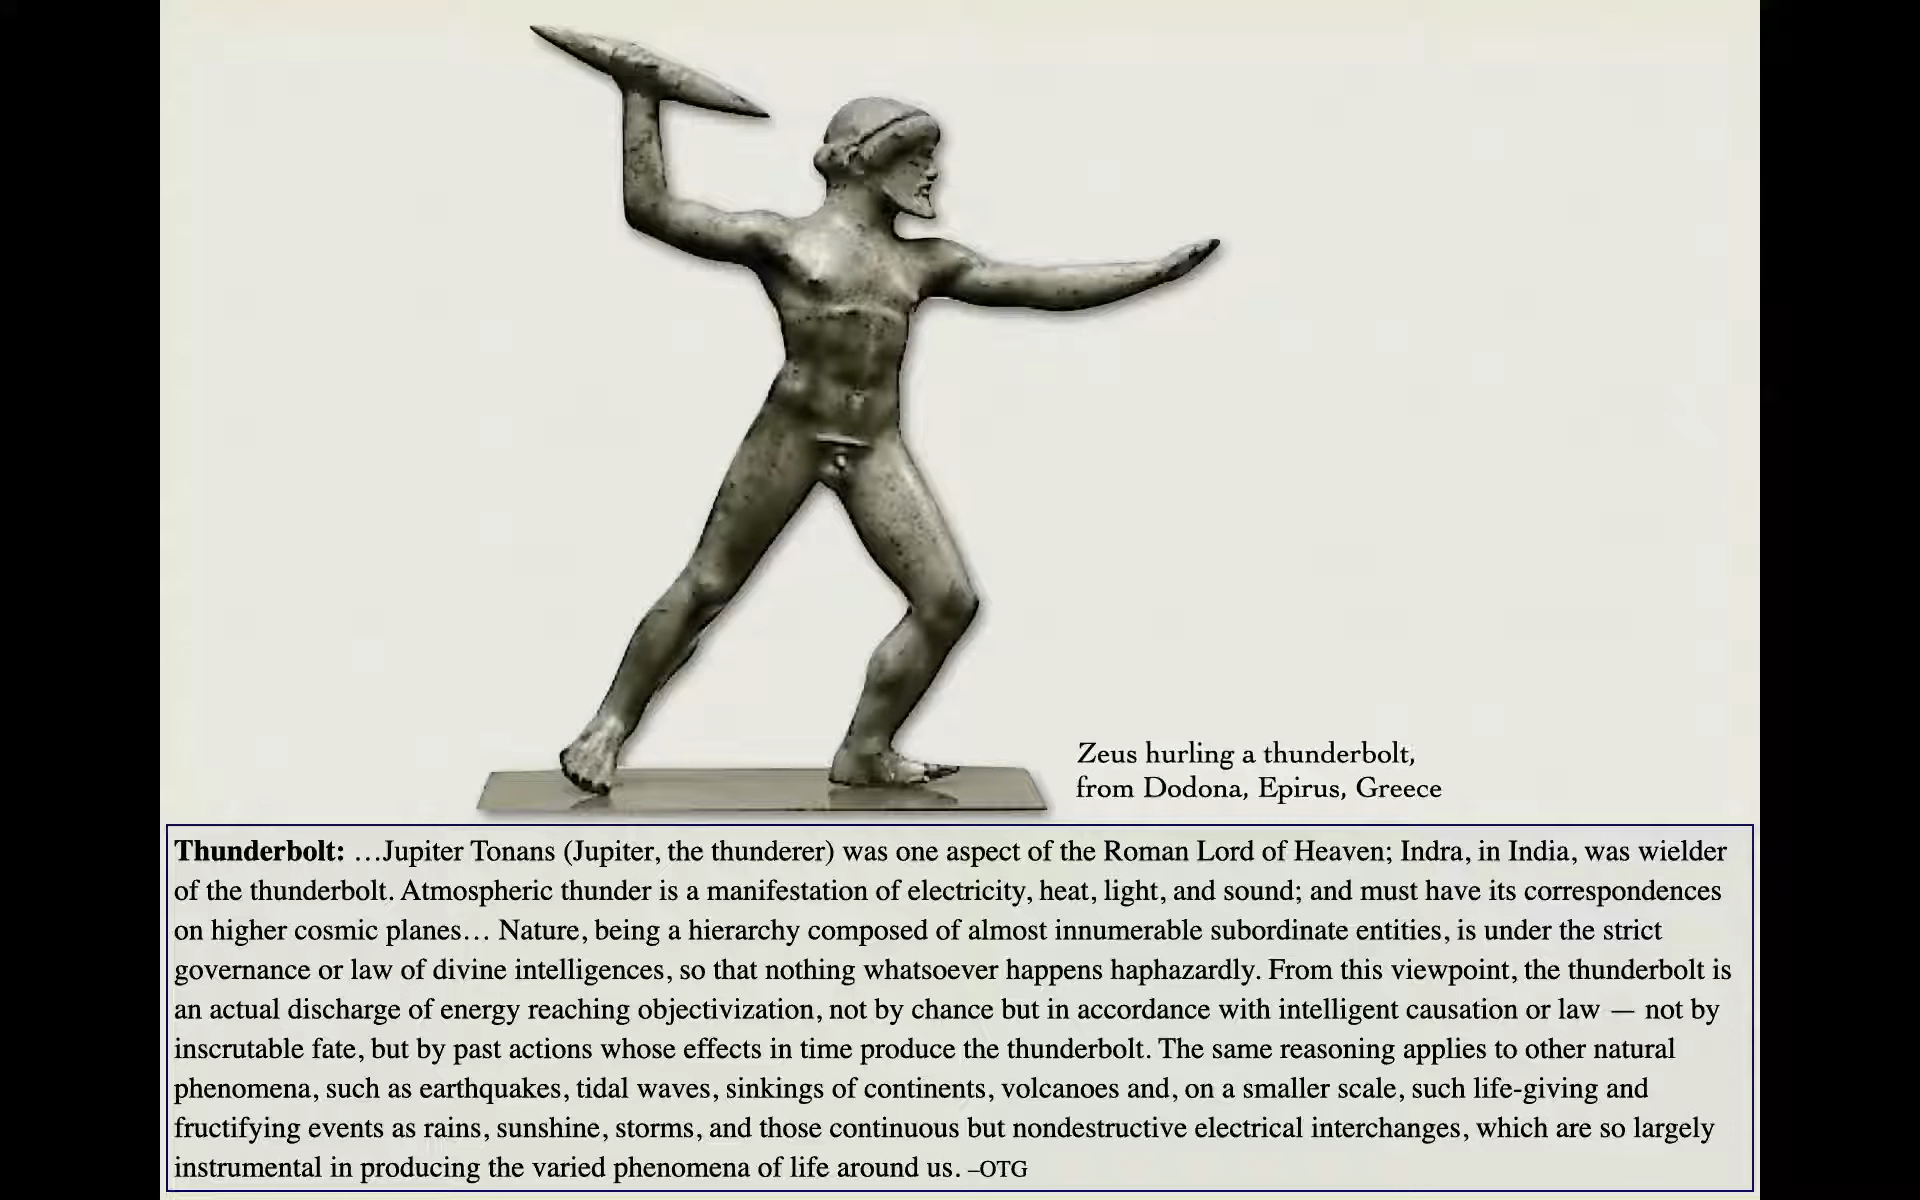 Zeus hurling a thunderbolt,
from Dodona, Epirus, Greece
Thunderbolt: …Jupiter Tonans (Jupiter, the thunderer) was one aspect of the Roman Lord of Heaven; Indra, in India, was wielder
of the thunderbolt. Atmospheric thunder is a manifestation of electricity, heat, light, and sound; and must have its correspondences
on higher cosmic planes… Nature, being a hierarchy composed of almost innumerable subordinate entities, is under the strict
governance or law of divine intelligences, so that nothing whatsoever happens haphazardly. From this viewpoint, the thunderbolt is
an actual discharge of energy reaching objectivization, not by chance but in accordance with intelligent causation or law — not by
inscrutable fate, but by past actions whose effects in time produce the thunderbolt. The same reasoning applies to other natural
phenomena, such as earthquakes, tidal waves, sinkings of continents, volcanoes and, on a smaller scale, such life-giving and
fructifying events as rains, sunshine, storms, and those continuous but nondestructive electrical interchanges, which are so largely
instrumental in producing the varied phenomena of life around us. –OTG